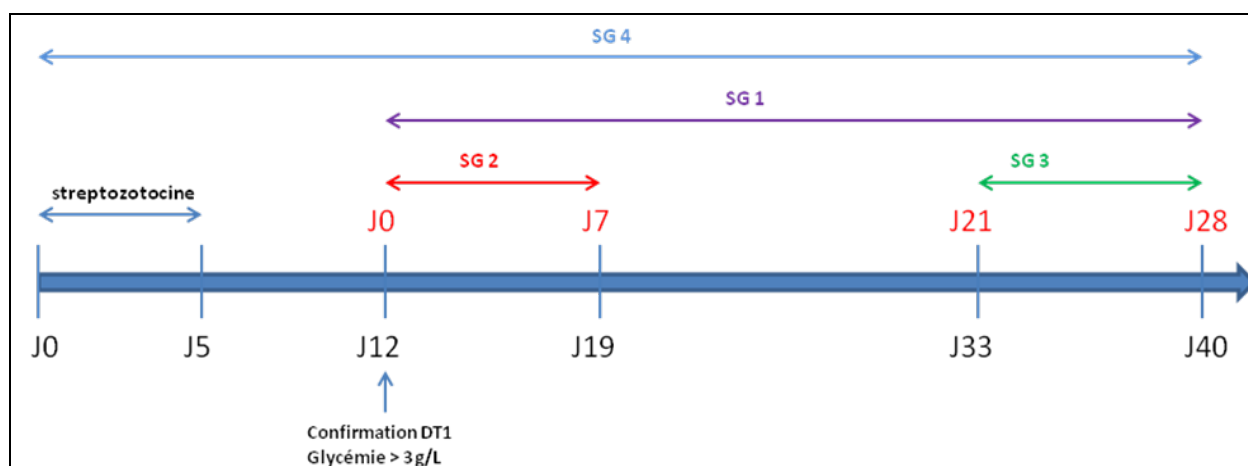 SG 4
SG 1
SG 2 SG 3
streptozotocine
J0 J7 J21 J28
J0 J5 J12 J19 J33 J40
Confirmation DT1
Glycémie > 3g/L